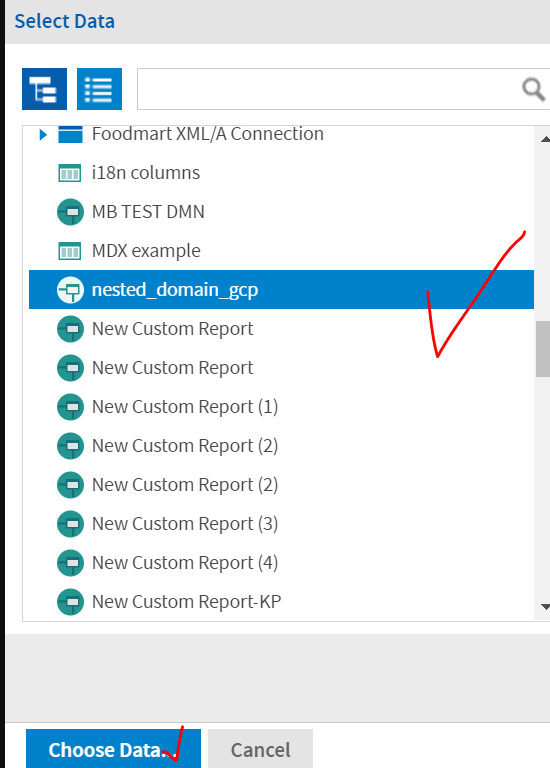 Select Data
Foodmart XML/A Connection
i18n columns
MB TEST DMN
MDX example
nested_domain_gcp
New Custom Report
New Custom Report
New Custom Report (1)
New Custom Report (2)
New Custom Report (2)
New Custom Report (3)
New Custom Report (4)
New Custom Report-KP
Choose Data...
Cancel